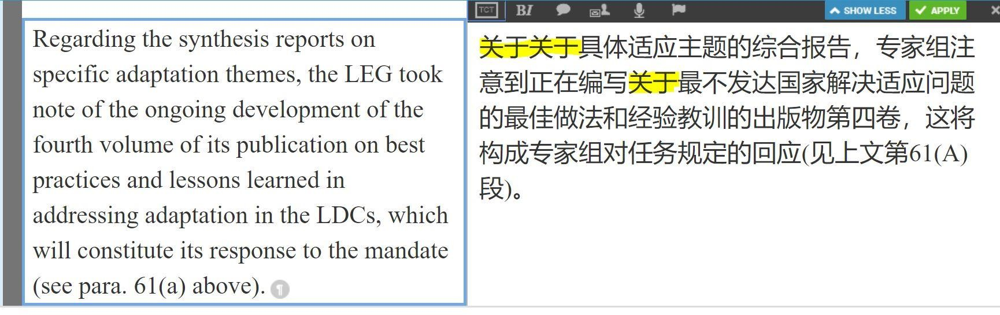 TCT BI SHOW LESS APPLY
Regarding the synthesis reports on
specific adaptation themes, the LEG took
note of the ongoing development of the
fourth volume of its publication on best
practices and lessons learned in
addressing adaptation in the LDCs, which
will constitute its response to the mandate
(see para. 61(a) above). ¶
关于关于具体适应主题的综合报告，专家组注
意到正在编写关于最不发达国家解决适应问题
的最佳做法和经验教训的出版物第四卷，这将
构成专家组对任务规定的回应(见上文第61(A)
段)。